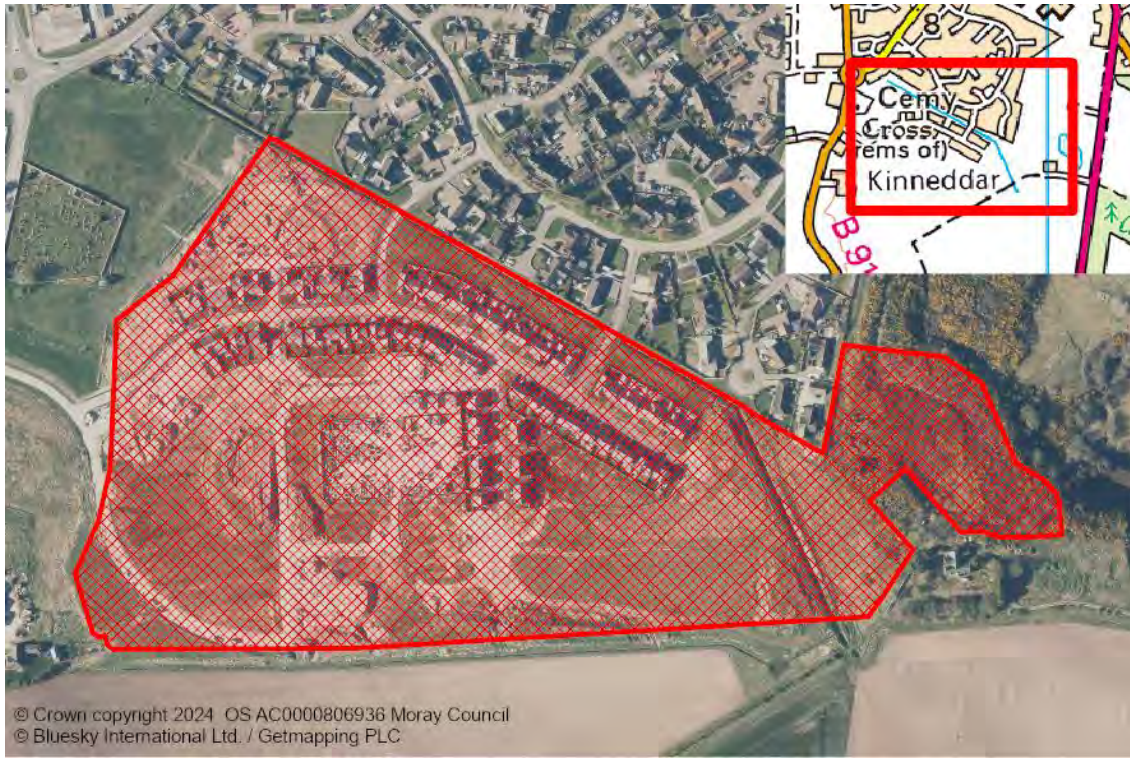 8
Cemy
Cross
(rems of)
Kinneddar
B 91
© Crown copyright 2024 OS AC0000806936 Moray Council
© Bluesky International Ltd. / Getmapping PLC